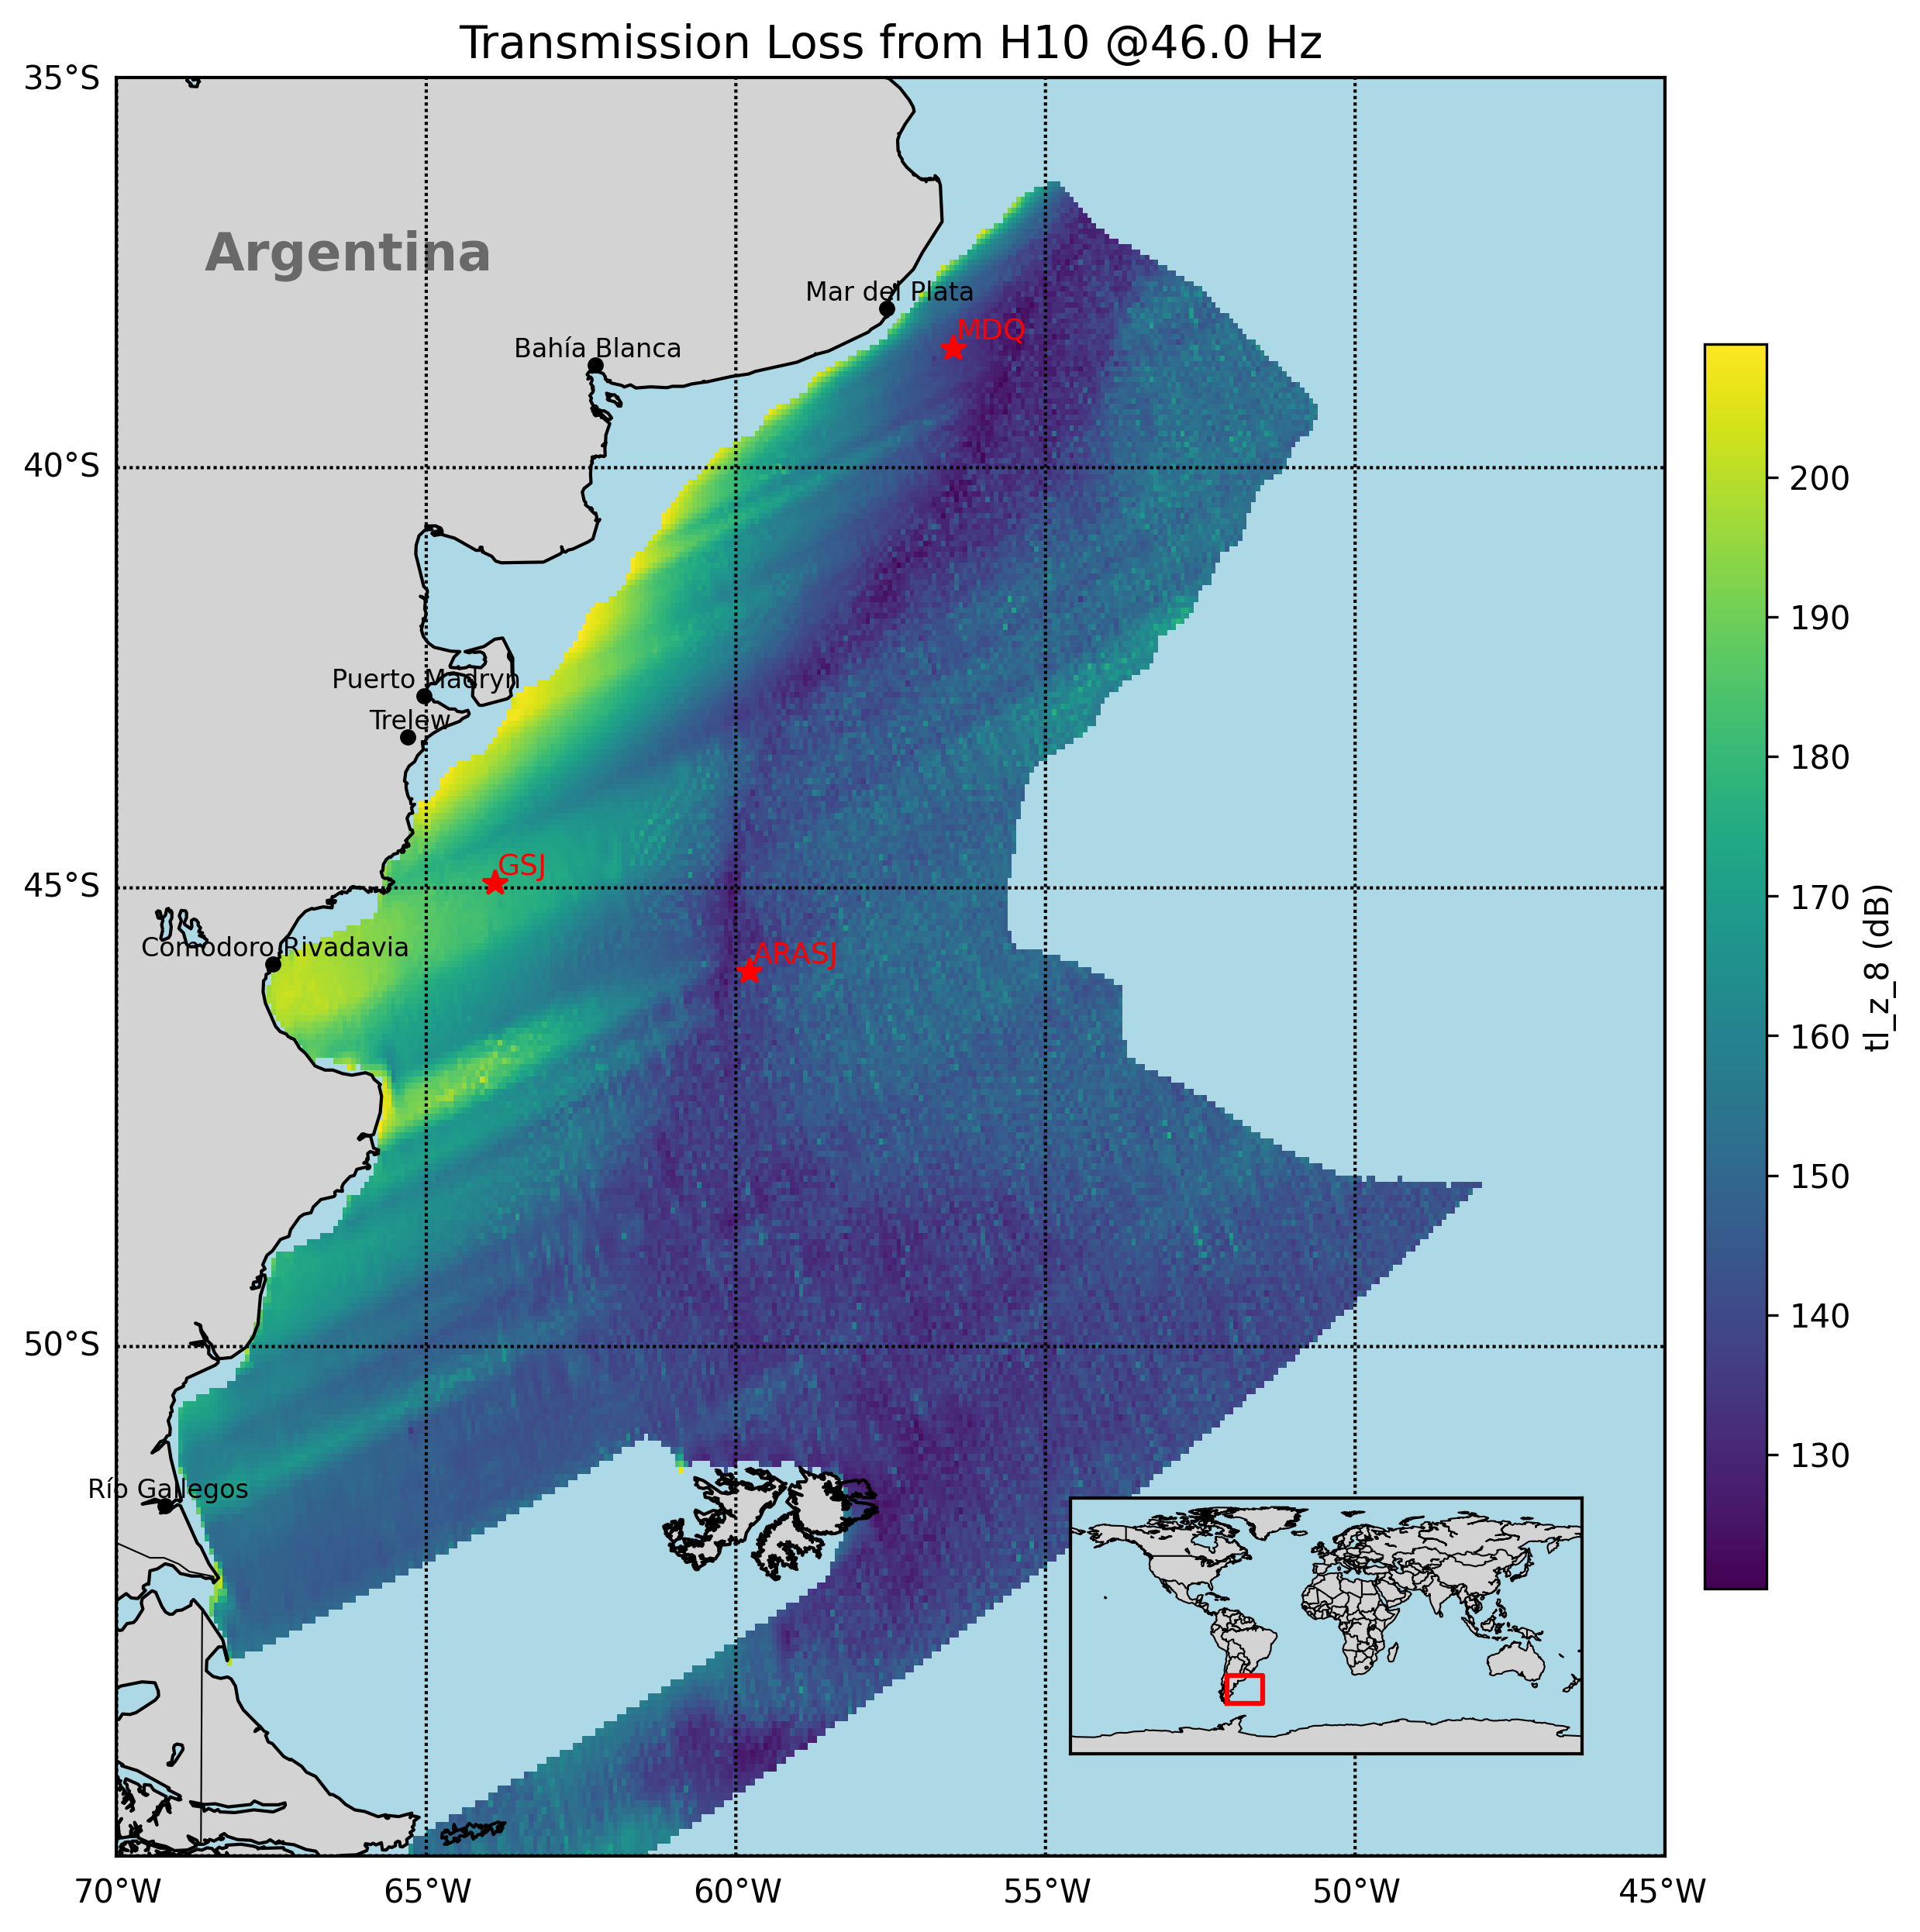 Transmission Loss from H10 @46.0 Hz
35°S
Argentina
Mar del Plata
MDQ
Bahía Blanca
40°S
200
190
Puerto Madryn
Trelew
180
GSJ
45°S
170
tl_z_8 (dB)
Comodoro Rivadavia
ARASJ
160
150
140
50°S
130
Río Gallegos
70°W
65°W
60°W
55°W
50°W
45°W